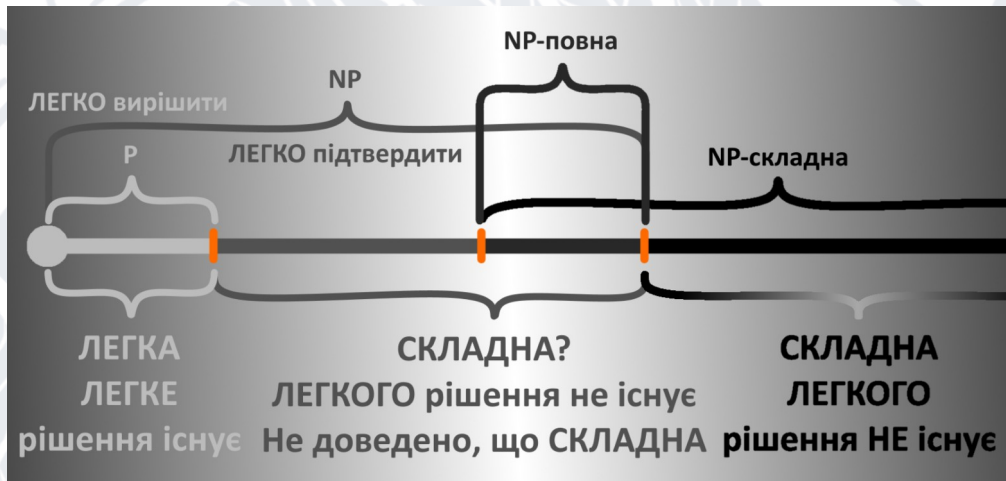 NP-повна
NP
ЛЕГКО вирішити
P
ЛЕГКО підтвердити
NP-складна
ЛЕГКА
ЛЕГКЕ
рішення існує
СКЛАДНА?
ЛЕГКОГО рішення не існує
Не доведено, що СКЛАДНА
СКЛАДНА
ЛЕГКОГО
рішення НЕ існує